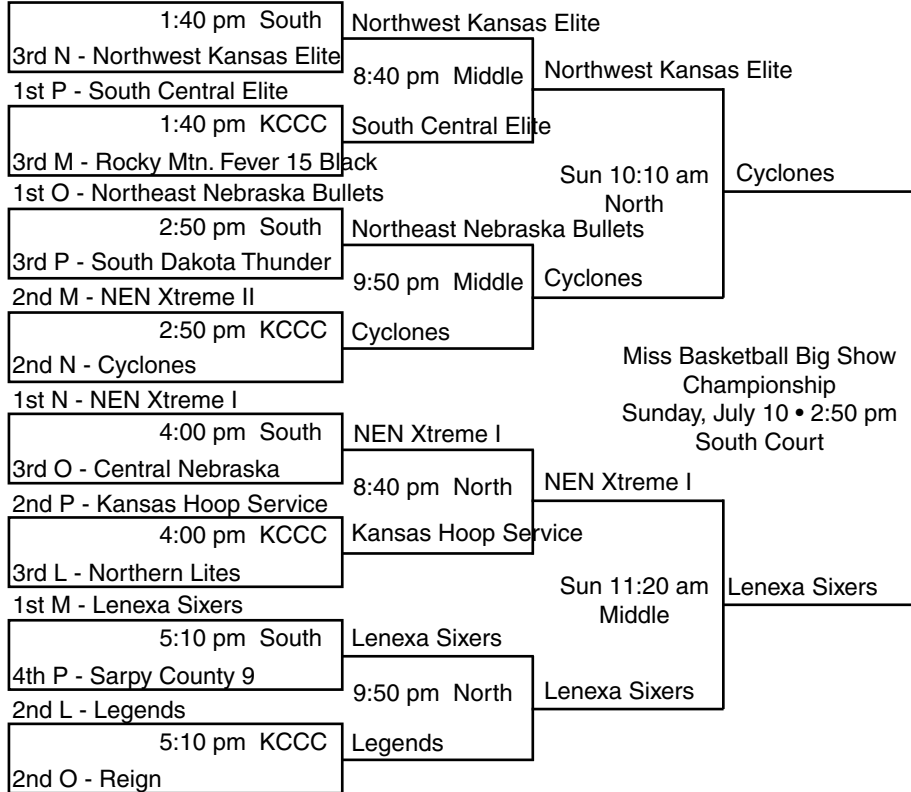 1:40 pm South
3rd N - Northwest Kansas Elite
1st P - South Central Elite
1:40 pm KCCC
3rd M - Rocky Mtn. Fever 15 Black
1st O - Northeast Nebraska Bullets
2:50 pm South
3rd P - South Dakota Thunder
2nd M - NEN Xtreme II
2:50 pm KCCC
2nd N - Cyclones
1st N - NEN Xtreme I
4:00 pm South
3rd O - Central Nebraska
2nd P - Kansas Hoop Service
4:00 pm KCCC
3rd L - Northern Lites
1st M - Lenexa Sixers
5:10 pm South
4th P - Sarpy County 9
2nd L - Legends
5:10 pm KCCC
2nd O - Reign
Northwest Kansas Elite
8:40 pm Middle
South Central Elite
Northeast Nebraska Bullets
9:50 pm Middle
Cyclones
NEN Xtreme I
8:40 pm North
Kansas Hoop Service
Lenexa Sixers
9:50 pm North
Legends
Northwest Kansas Elite
Sun 10:10 am
North
Cyclones
NEN Xtreme I
Sun 11:20 am
Middle
Lenexa Sixers
Cyclones
Miss Basketball Big Show
Championship
Sunday, July 10 • 2:50 pm
South Court
Lenexa Sixers